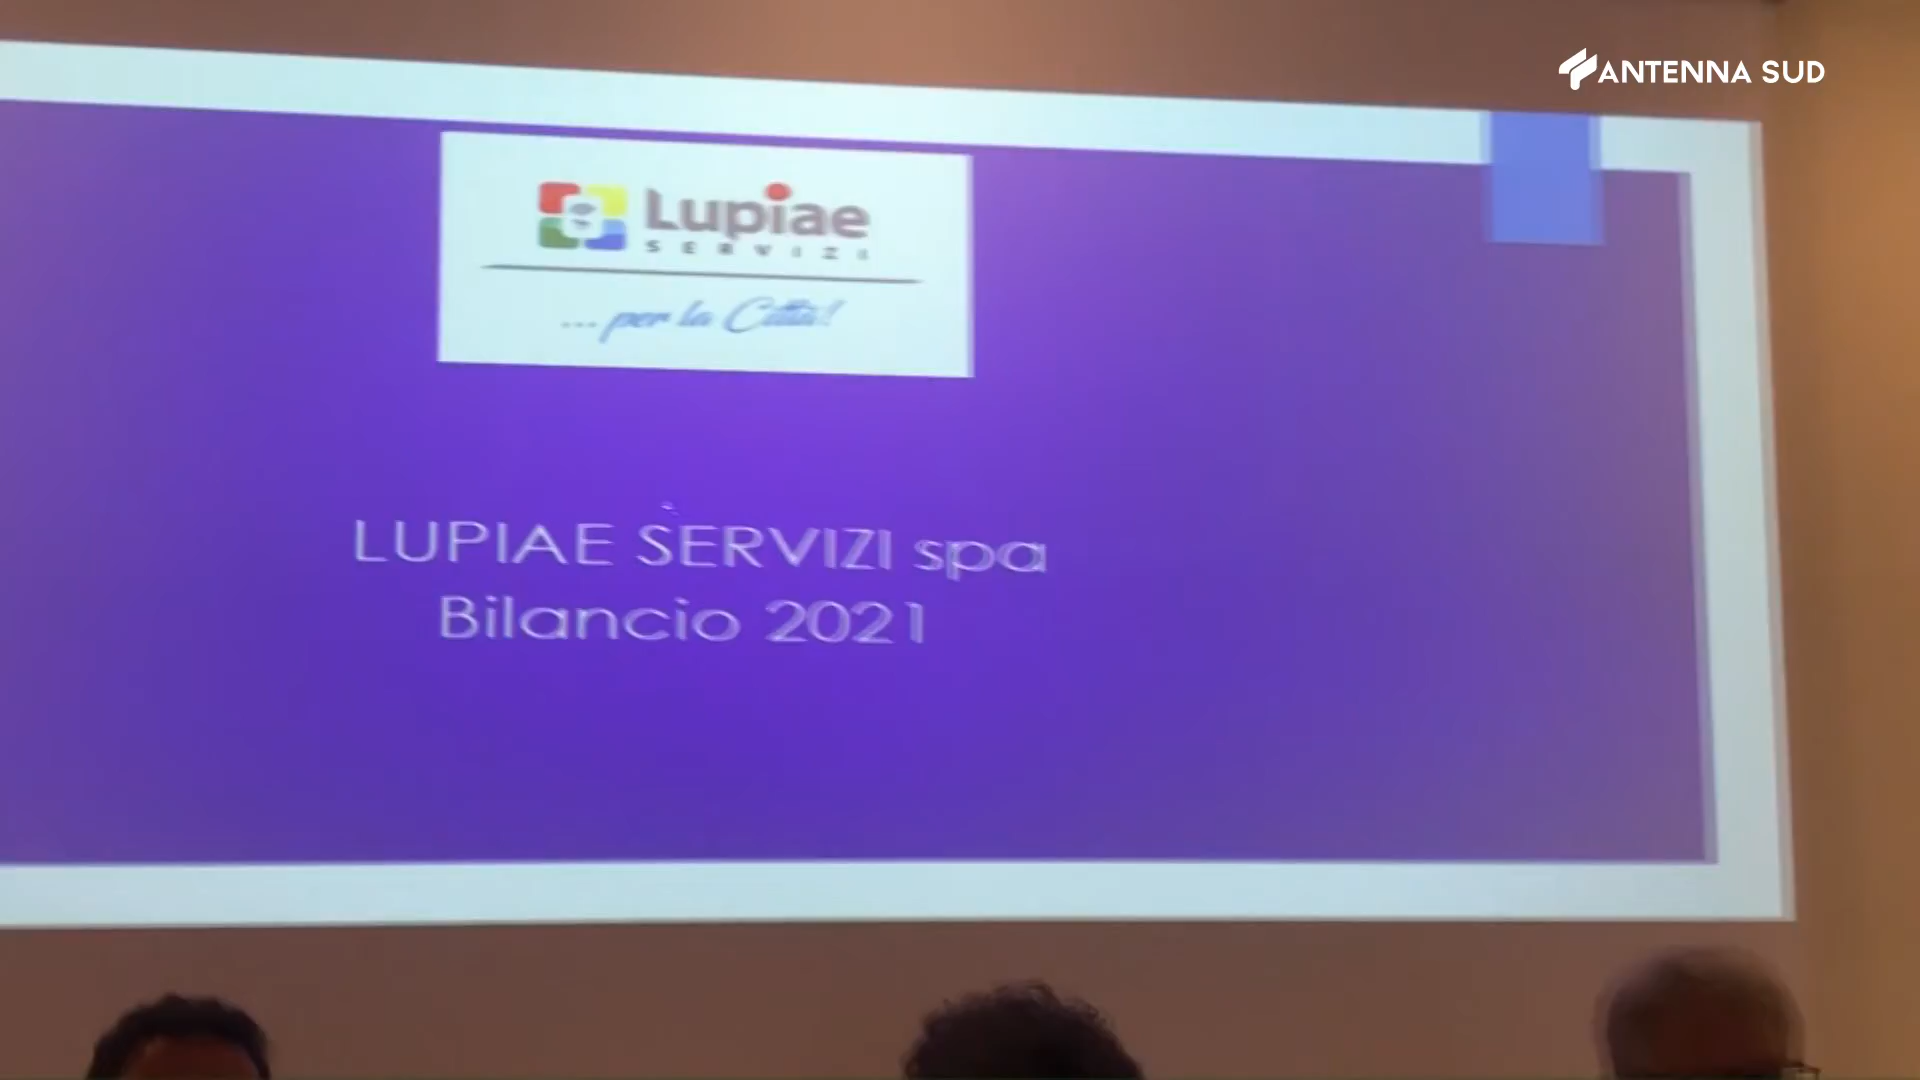 ANTENNA SUD
Lupiae
SERVIZI
... per la Città!
LUPIAE SERVIZI spa
Bilancio 2021